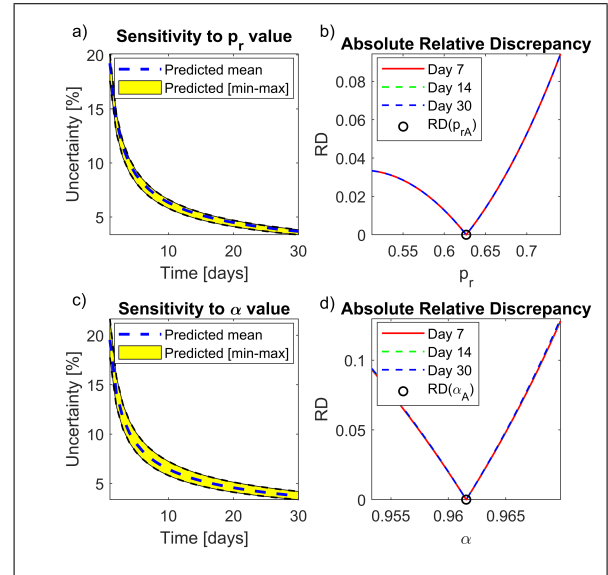 a)
Sensitivity to p_r value
20
15
10
5
Uncertainty [%]
Predicted mean
Predicted [min-max]
10
20
30
Time [days]
b)
Absolute Relative Discrepancy
0.08
0.06
0.04
0.02
0
RD
Day 7
Day 14
Day 30
RD(p_rA)
0.55
0.6
0.65
0.7
p_r
c)
Sensitivity to α value
20
15
10
5
Uncertainty [%]
Predicted mean
Predicted [min-max]
10
20
30
Time [days]
d)
Absolute Relative Discrepancy
0.1
0.05
0
RD
Day 7
Day 14
Day 30
RD(α_A)
0.955
0.96
0.965
α